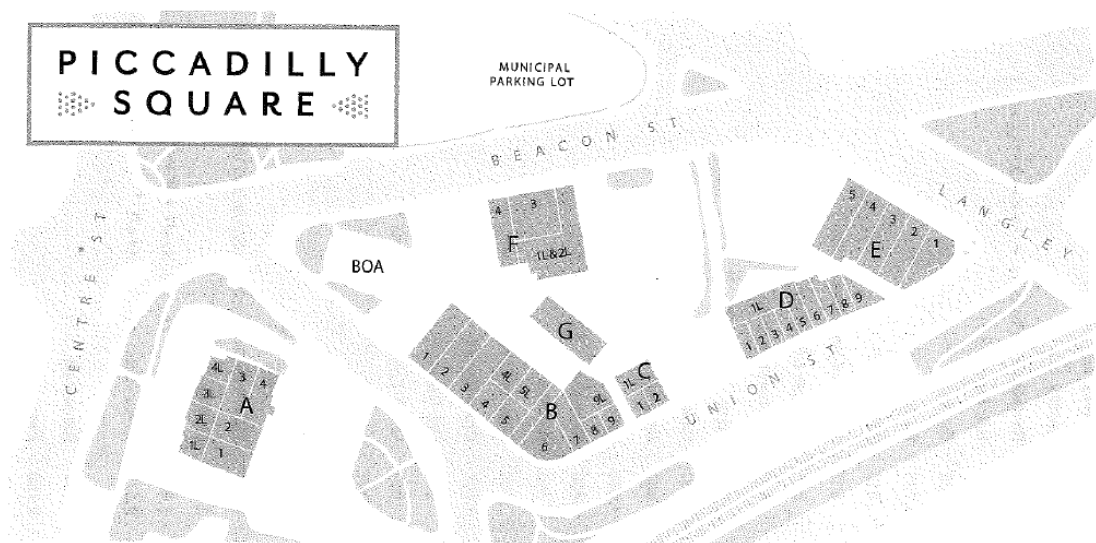 PICCADILLY
SQUARE
MUNICIPAL
PARKING LOT
BEACON ST
LANGLEY
CENTRE ST
UNION ST
BOA
4
3
F
1L&2L
5
4
3
2
1
E
1L
D
1
2
3
4
5
6
7
8
9
G
1L
C
1
2
1
2
3
4L
5L
4
5
B
6
9L
7
8
9
4L
3
4
3L
A
2L
2
1L
1